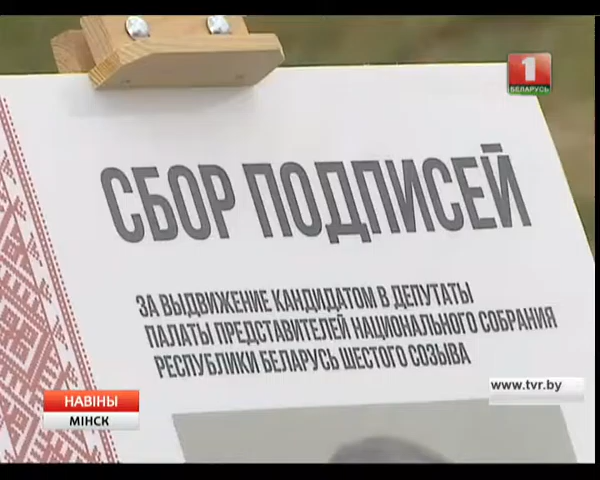 1
БЕЛАРУСЬ
СБОР ПОДПИСЕЙ
ЗА ВЫДВИЖЕНИЕ КАНДИДАТОМ В ДЕПУТАТЫ
ПАЛАТЫ ПРЕДСТАВИТЕЛЕЙ НАЦИОНАЛЬНОГО СОБРАНИЯ
РЕСПУБЛИКИ БЕЛАРУСЬ ШЕСТОГО СОЗЫВА
www.tvr.by
НАВІНЫ
МІНСК